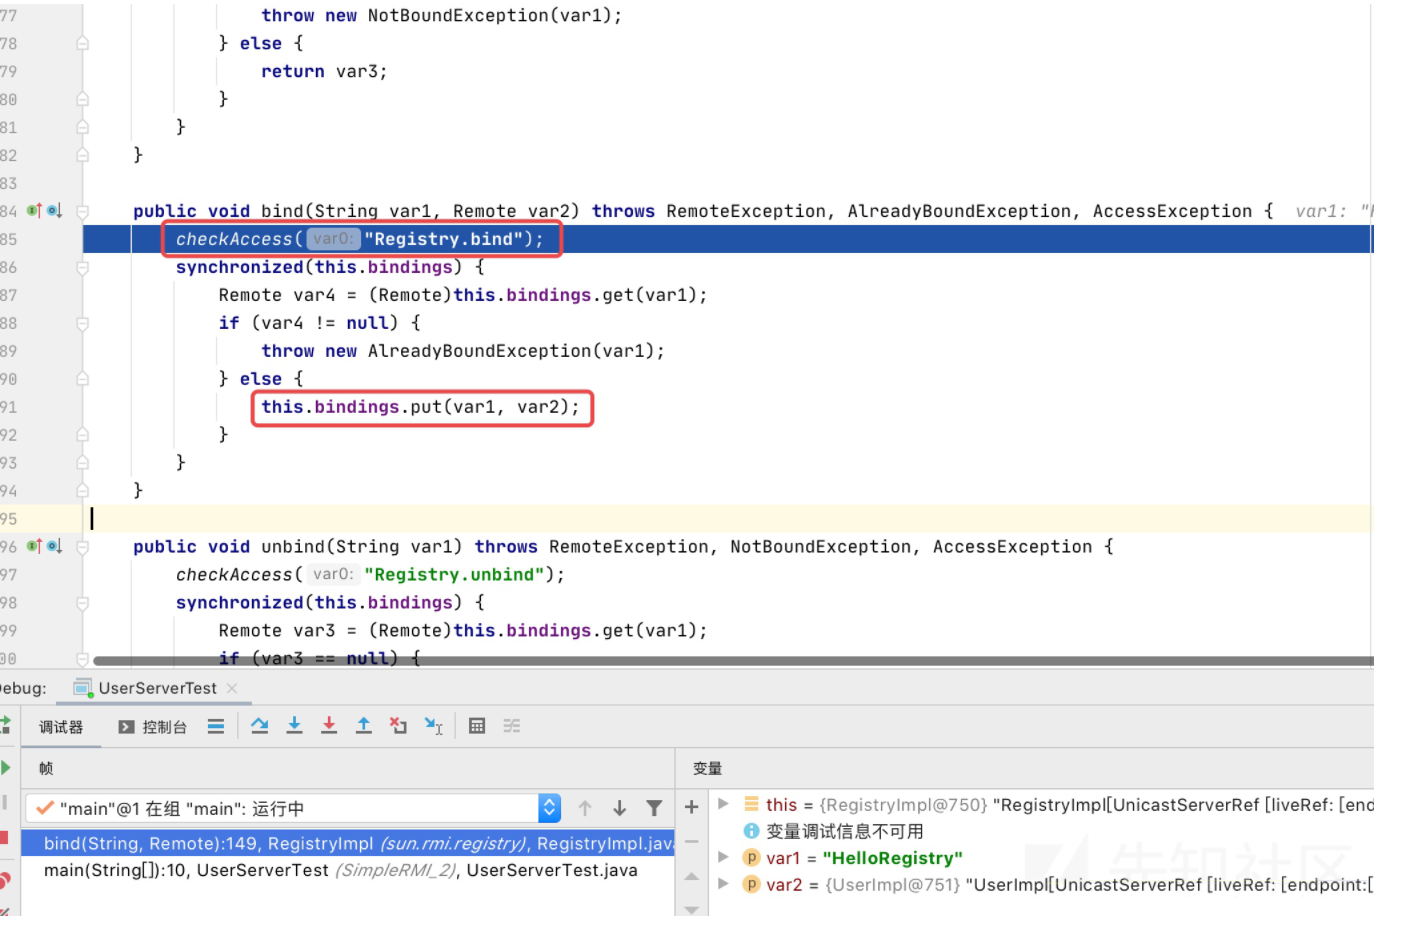 77 throw new NotBoundException(var1);
78 } else {
79 return var3;
80 }
81 }
82 }
83
84 public void bind(String var1, Remote var2) throws RemoteException, AlreadyBoundException, AccessException { var1: "
85 checkAccess( var0: "Registry.bind");
86 synchronized(this.bindings) {
87 Remote var4 = (Remote)this.bindings.get(var1);
88 if (var4 != null) {
89 throw new AlreadyBoundException(var1);
90 } else {
91 this.bindings.put(var1, var2);
92 }
93 }
94 }
95
96 public void unbind(String var1) throws RemoteException, NotBoundException, AccessException {
97 checkAccess( var0: "Registry.unbind");
98 synchronized(this.bindings) {
99 Remote var3 = (Remote)this.bindings.get(var1);
00 if (var3 == null) {
ebug: UserServerTest
调试器 控制台
帧
变量
"main"@1 在组 "main": 运行中
bind(String, Remote):149, RegistryImpl (sun.rmi.registry), RegistryImpl.java
main(String[]):10, UserServerTest (SimpleRMI_2), UserServerTest.java
this = {RegistryImpl@750} "RegistryImpl[UnicastServerRef [liveRef: [end
变量调试信息不可用
var1 = "HelloRegistry"
var2 = {UserImpl@751} "UserImpl[UnicastServerRef [liveRef: [endpoint:[
先知社区